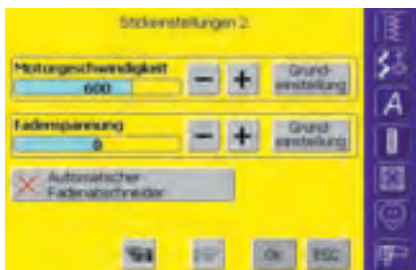 Stickeinstellungen 2
Motorgeschwindigkeit
600
- +
Grund-
einstellung
Fadenspannung
0
- +
Grund-
einstellung
Automatischer
Fadenabschneider
A
Ok
ESC